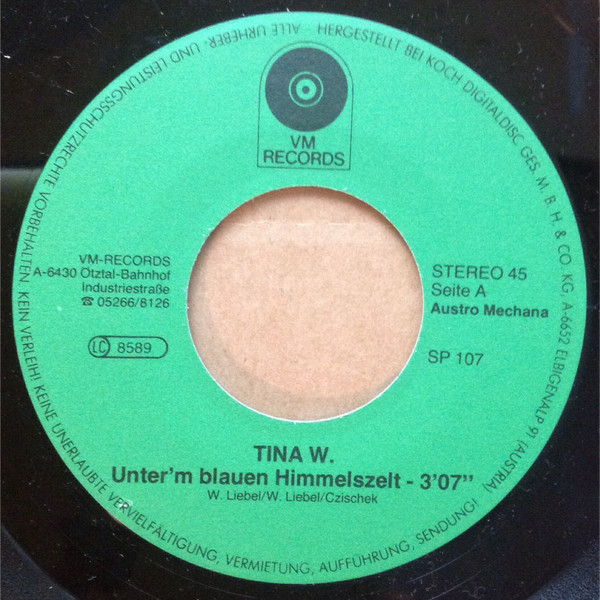 ALLE URHEBER- UND LEISTUNGSSCHUTZRECHTE VORBEHALTEN. KEIN VERLEIH! KEINE UNERLAUBTE VERVIELFÄLTIGUNG, VERMIETUNG, AUFFÜHRUNG, SENDUNG!
HERGESTELLT BEI KOCH DIGITALDISC GES. M. B. H. & CO. KG, A-6652 ELBIGENALP 91 (AUSTRIA)
VM
RECORDS
VM-RECORDS
A-6430 Ötztal-Bahnhof
Industriestraße
☎ 05266/8126
LC 8589
STEREO 45
Seite A
Austro Mechana
SP 107
TINA W.
Unter'm blauen Himmelszelt - 3'07"
W. Liebel/W. Liebel/Czischek